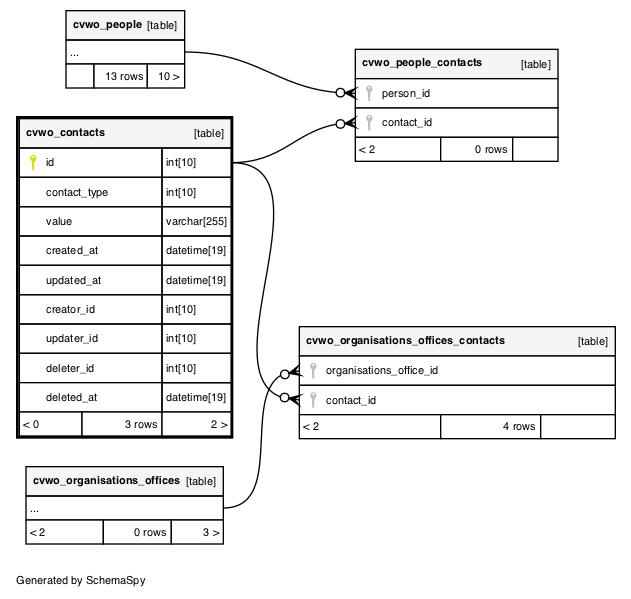 cvwo_people [table]
...
13 rows 10 >
cvwo_people_contacts [table]
person_id
contact_id
< 2 0 rows
cvwo_contacts [table]
id int[10]
contact_type int[10]
value varchar[255]
created_at datetime[19]
updated_at datetime[19]
creator_id int[10]
updater_id int[10]
deleter_id int[10]
deleted_at datetime[19]
< 0 3 rows 2 >
cvwo_organisations_offices_contacts [table]
organisations_office_id
contact_id
< 2 4 rows
cvwo_organisations_offices [table]
...
< 2 0 rows 3 >
Generated by SchemaSpy